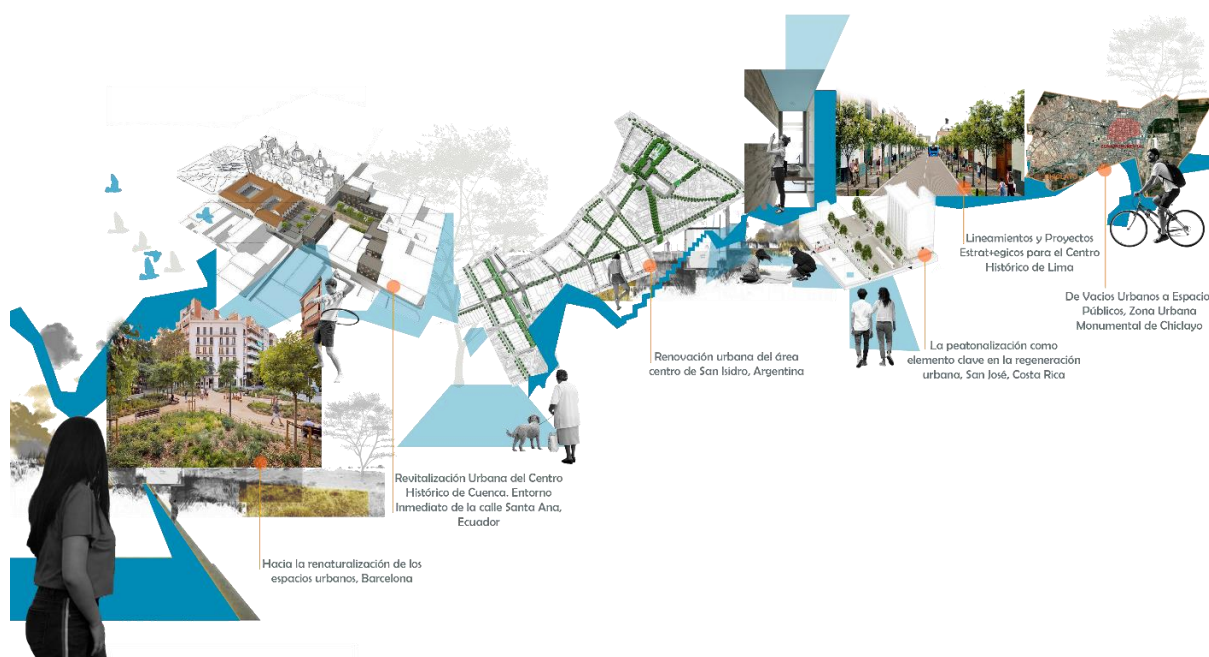 Hacia la renaturalización de los
espacios urbanos, Barcelona
Revitalización Urbana del Centro
Histórico de Cuenca. Entorno
Inmediato de la calle Santa Ana,
Ecuador
Renovación urbana del área
centro de San Isidro, Argentina
La peatonalización como
elemento clave en la regeneración
urbana, San José, Costa Rica
Lineamientos y Proyectos
Estrat+egicos para el Centro
Histórico de Lima
De Vacios Urbanos a Espacio
Públicos, Zona Urbana
Monumental de Chiclayo